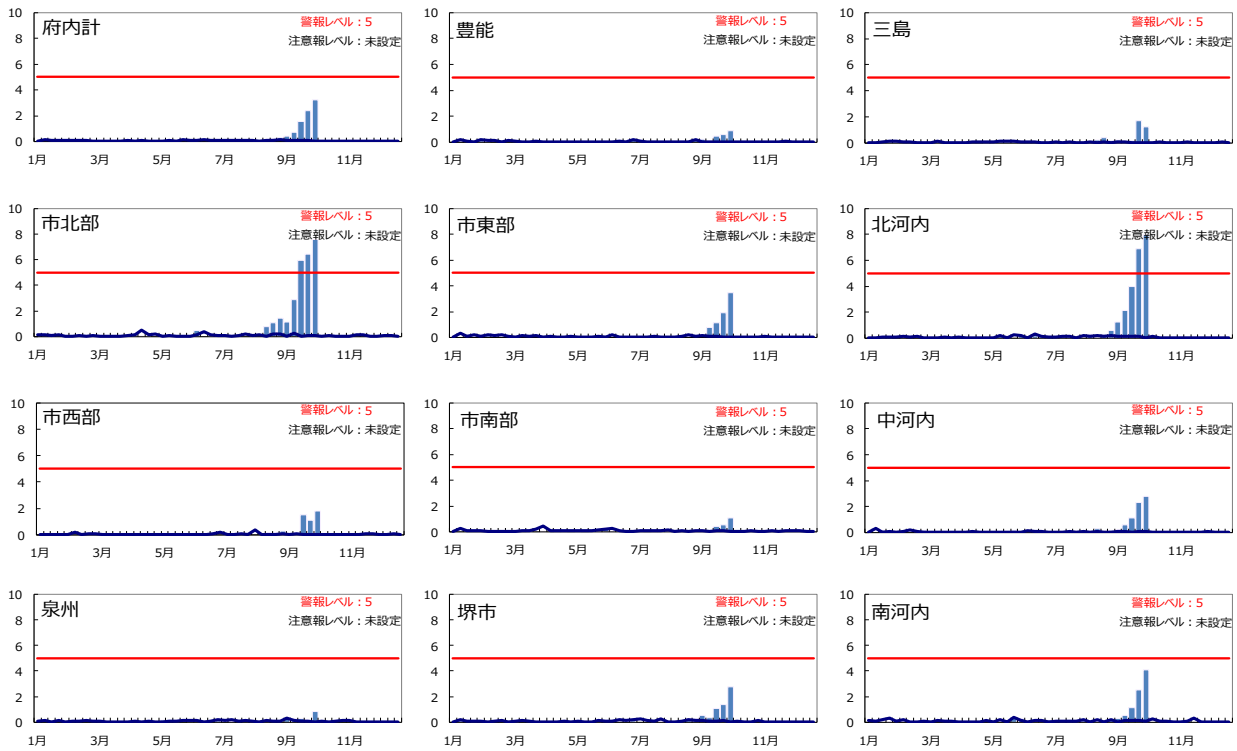 府内計
警報レベル：5
注意報レベル：未設定
10
8
6
4
2
0
1月 3月 5月 7月 9月 11月
豊能
警報レベル：5
注意報レベル：未設定
10
8
6
4
2
0
1月 3月 5月 7月 9月 11月
三島
警報レベル：5
注意報レベル：未設定
10
8
6
4
2
0
1月 3月 5月 7月 9月 11月
市北部
警報レベル：5
注意報レベル：未設定
10
8
6
4
2
0
1月 3月 5月 7月 9月 11月
市東部
警報レベル：5
注意報レベル：未設定
10
8
6
4
2
0
1月 3月 5月 7月 9月 11月
北河内
警報レベル：5
注意報レベル：未設定
10
8
6
4
2
0
1月 3月 5月 7月 9月 11月
市西部
警報レベル：5
注意報レベル：未設定
10
8
6
4
2
0
1月 3月 5月 7月 9月 11月
市南部
警報レベル：5
注意報レベル：未設定
10
8
6
4
2
0
1月 3月 5月 7月 9月 11月
中河内
警報レベル：5
注意報レベル：未設定
10
8
6
4
2
0
1月 3月 5月 7月 9月 11月
泉州
警報レベル：5
注意報レベル：未設定
10
8
6
4
2
0
1月 3月 5月 7月 9月 11月
堺市
警報レベル：5
注意報レベル：未設定
10
8
6
4
2
0
1月 3月 5月 7月 9月 11月
南河内
警報レベル：5
注意報レベル：未設定
10
8
6
4
2
0
1月 3月 5月 7月 9月 11月